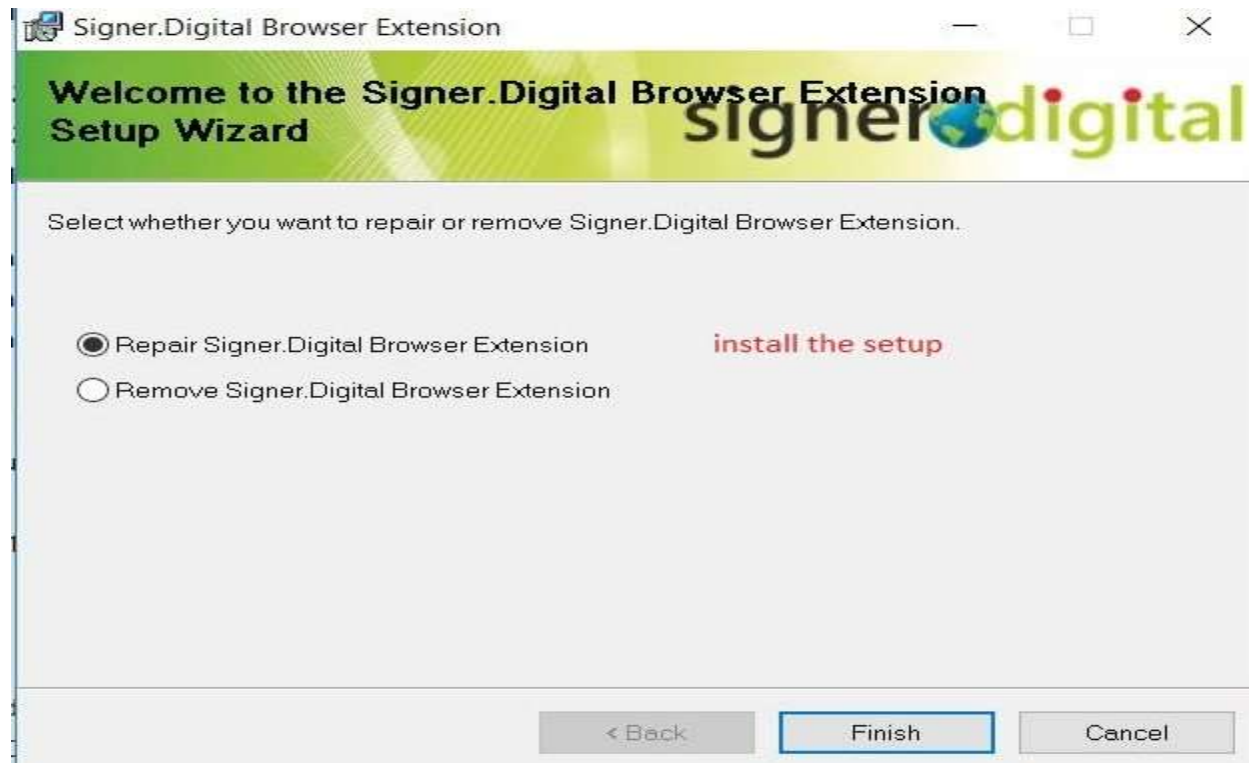 Signer.Digital Browser Extension
Welcome to the Signer.Digital Browser Extension
Setup Wizard
signer digital
Select whether you want to repair or remove Signer.Digital Browser Extension.
Repair Signer.Digital Browser Extension
install the setup
Remove Signer.Digital Browser Extension
< Back
Finish
Cancel